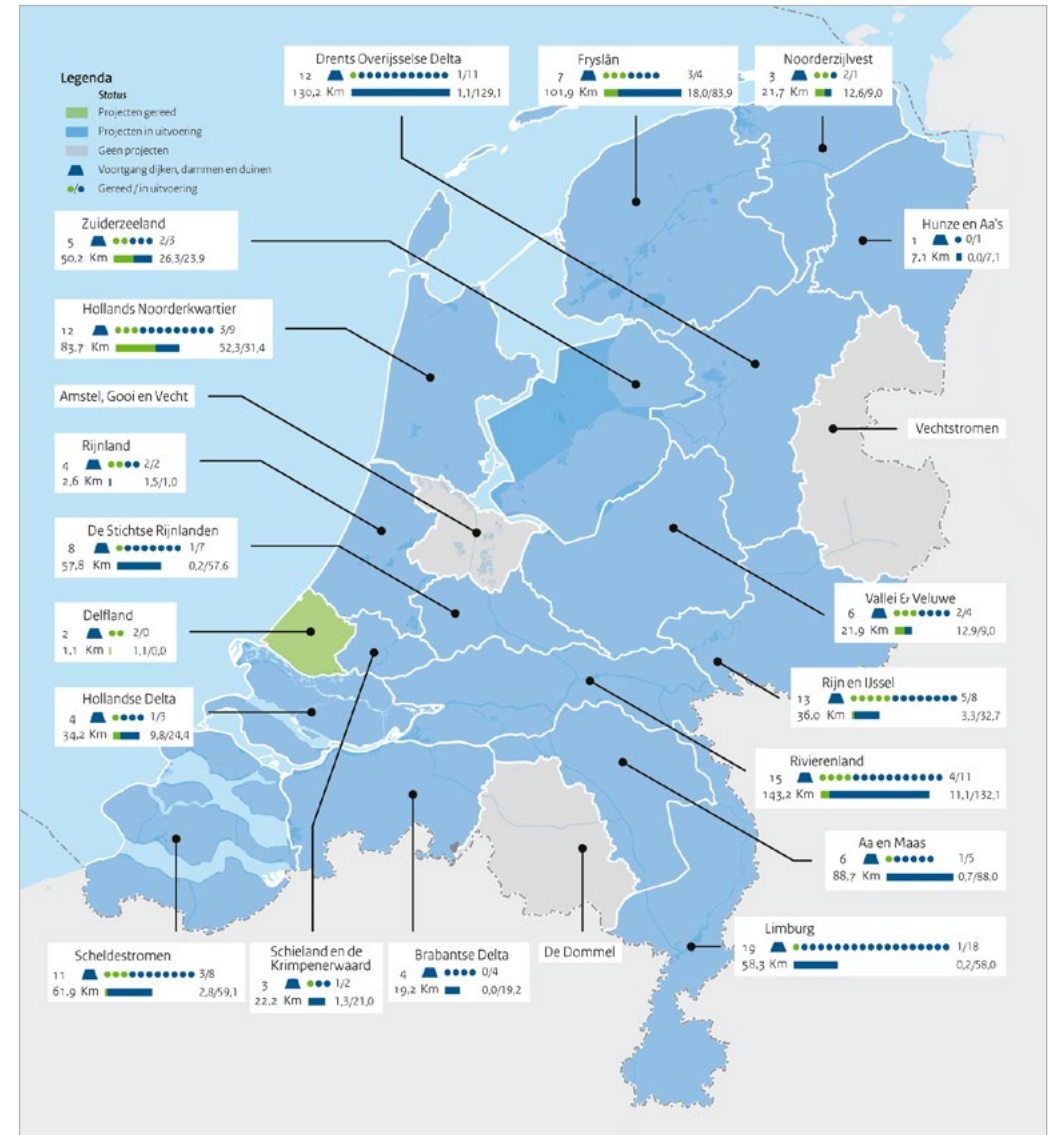 Legenda
Status
Projecten gereed
Projecten in uitvoering
Geen projecten
Voortgang dijken, dammen en duinen
Gereed / in uitvoering
Drents Overijsselse Delta
12 1/11
130,2 Km 1,1/129,1
Fryslân
7 3/4
101,9 Km 18,0/83,9
Noorderzijlvest
3 2/1
21,7 Km 12,6/9,0
Zuiderzeeland
5 2/3
50,2 Km 26,3/23,9
Hunze en Aa's
1 0/1
7,1 Km 0,0/7,1
Hollands Noorderkwartier
12 3/9
83,7 Km 52,3/31,4
Amstel, Gooi en Vecht
Vechtstromen
Rijnland
4 2/2
2,6 Km 1,5/1,0
De Stichtse Rijnlanden
8 1/7
57,8 Km 0,2/57,6
Delfland
2 2/0
1,1 Km 1,1/0,0
Hollandse Delta
4 1/3
34,2 Km 9,8/24,4
Vallei & Veluwe
6 2/4
21,9 Km 12,9/9,0
Rijn en IJssel
13 5/8
36,0 Km 3,3/32,7
Rivierenland
15 4/11
143,2 Km 11,1/132,1
Aa en Maas
6 1/5
88,7 Km 0,7/88,0
Limburg
19 1/18
58,3 Km 0,2/58,0
Scheldestromen
11 3/8
61,9 Km 2,8/59,1
Schieland en de
Krimpenerwaard
3 1/2
22,2 Km 1,3/21,0
Brabantse Delta
4 0/4
19,2 Km 0,0/19,2
De Dommel